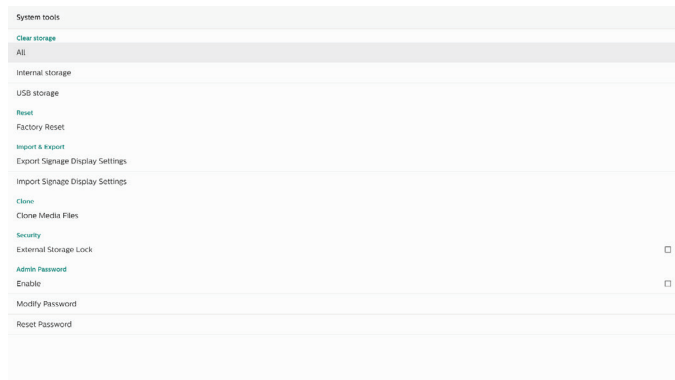 System tools
Clear storage
All
Internal storage
USB storage
Reset
Factory Reset
Import & Export
Export Signage Display Settings
Import Signage Display Settings
Clone
Clone Media Files
Security
External Storage Lock
Admin Password
Enable
Modify Password
Reset Password